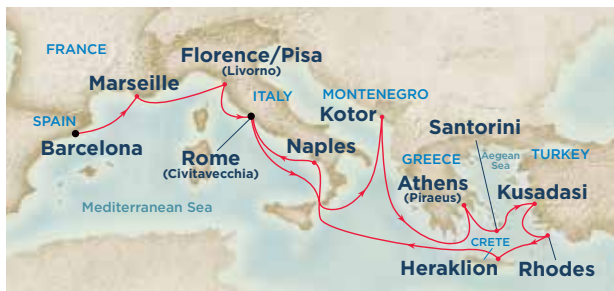 FRANCE
Florence/Pisa
(Livorno)
Marseille
ITALY
MONTENEGRO
Kotor
SPAIN
Barcelona
Rome
(Civitavecchia)
Naples
Santorini
GREECE
Aegean
Sea
TURKEY
Athens
(Piraeus)
Kusadasi
Mediterranean Sea
CRETE
Heraklion
Rhodes